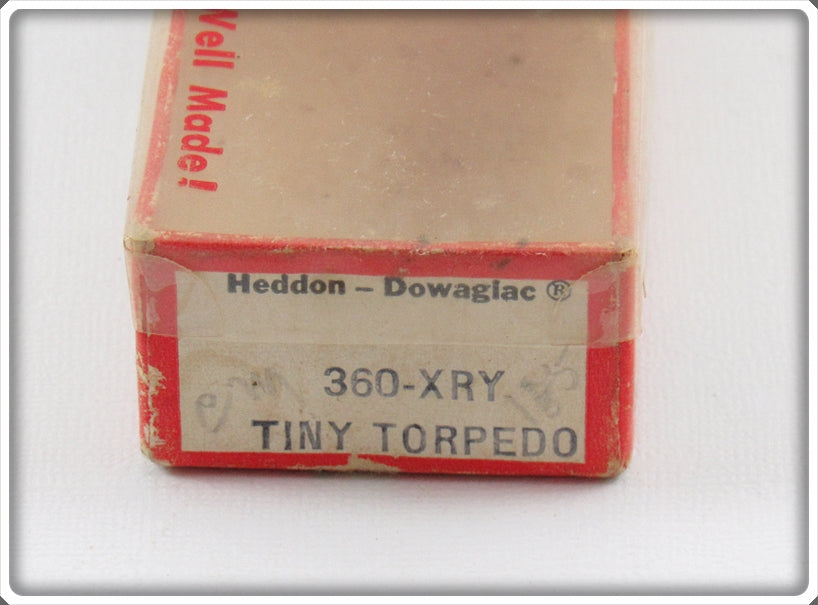 Well Made!
Heddon – Dowagiac ®
360-XRY
TINY TORPEDO